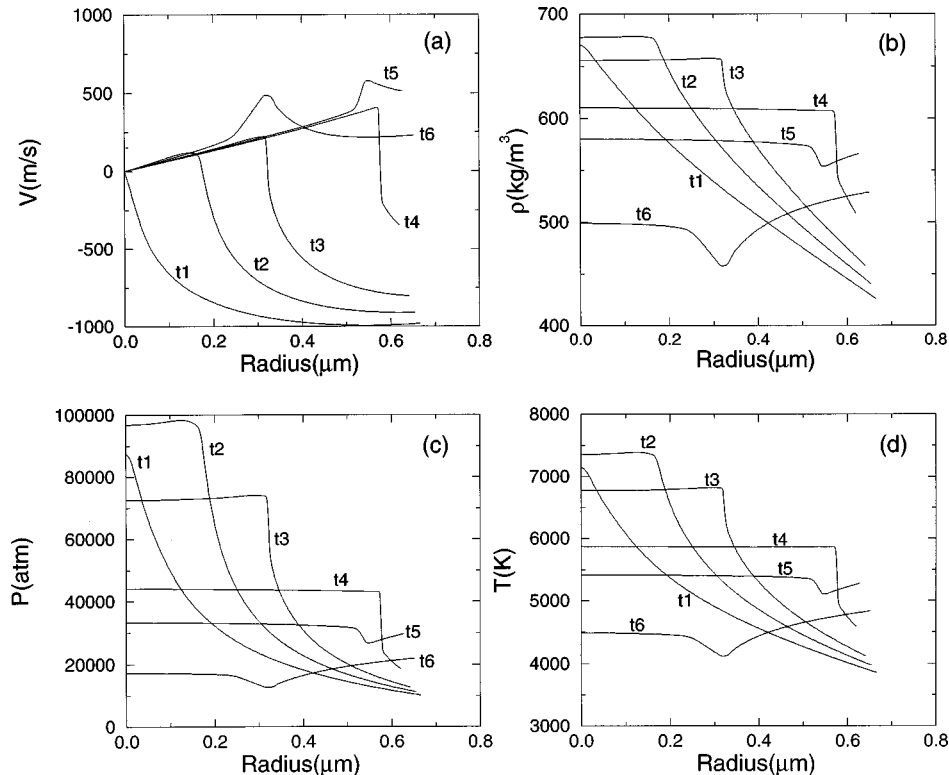 1000
500
0
-500
-1000
V(m/s)
(a)
t5
t6
t4
t3
t2
t1
0.0
0.2
0.4
0.6
0.8
Radius(μm)
700
600
500
400
ρ(kg/m³)
(b)
t3
t2
t4
t5
t1
t6
0.0
0.2
0.4
0.6
0.8
Radius(μm)
100000
80000
60000
40000
20000
0
P(atm)
(c)
t2
t1
t3
t4
t5
t6
0.0
0.2
0.4
0.6
0.8
Radius(μm)
8000
7000
6000
5000
4000
3000
T(K)
(d)
t2
t3
t4
t5
t1
t6
0.0
0.2
0.4
0.6
0.8
Radius(μm)